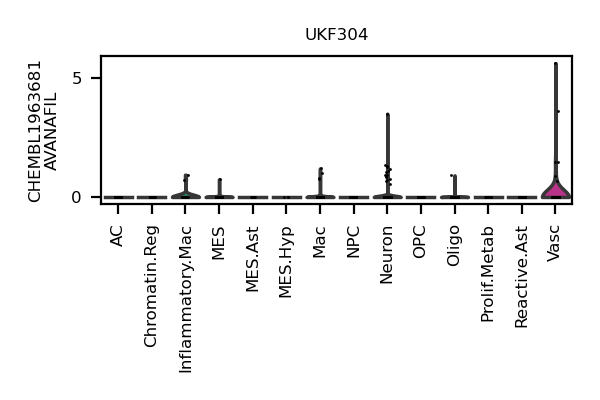 UKF304
CHEMBL1963681
AVANAFIL
5
0
AC
Chromatin.Reg
Inflammatory.Mac
MES
MES.Ast
MES.Hyp
Mac
NPC
Neuron
OPC
Oligo
Prolif.Metab
Reactive.Ast
Vasc